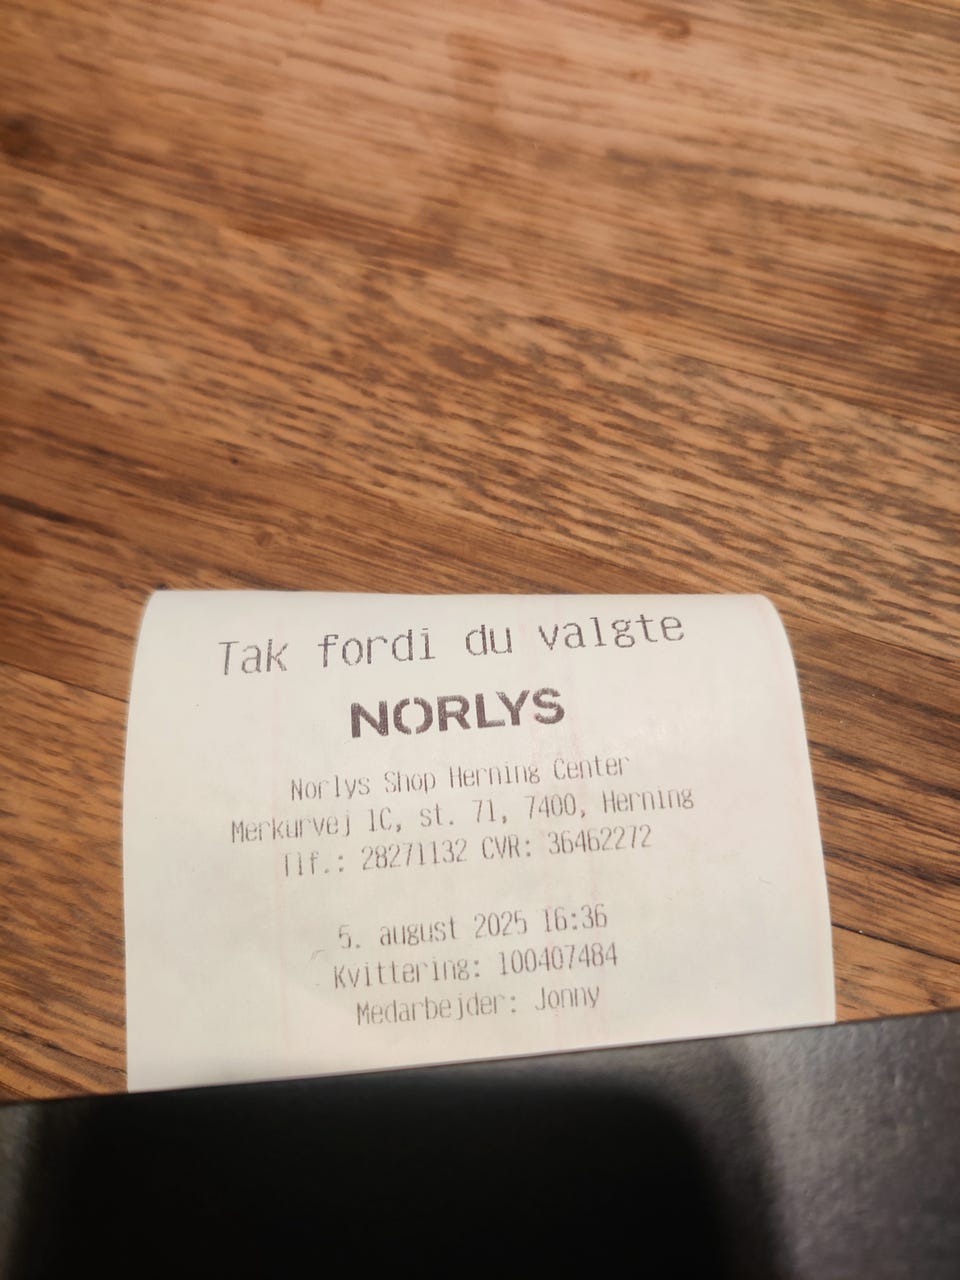 Tak fordi du valgte
NORLYS
Norlys Shop Herning Center
Merkurvej 1C, st. 71, 7400, Herning
Tlf.: 28271132 CVR: 36462272
5. august 2025 16:36
Kvittering: 100407484
Medarbejder: Jonny